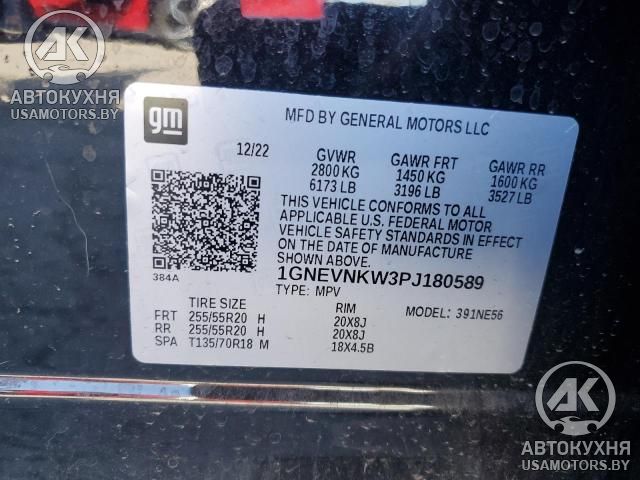 АК
АВТОКУХНЯ
USAMOTORS.BY
gm
MFD BY GENERAL MOTORS LLC
12/22 GVWR GAWR FRT GAWR RR
2800 KG 1450 KG 1600 KG
6173 LB 3196 LB 3527 LB
THIS VEHICLE CONFORMS TO ALL
APPLICABLE U.S. FEDERAL MOTOR
VEHICLE SAFETY STANDARDS IN
EFFECT ON THE DATE OF MANUFACTURE
SHOWN ABOVE.
384A 1GNEVNKW3PJ180589
TYPE: MPV
TIRE SIZE RIM MODEL: 391NE56
FRT 255/55R20 H 20X8J
RR 255/55R20 H 20X8J
SPA T135/70R18 M 18X4.5B
АК
АВТОКУХНЯ
USAMOTORS.BY